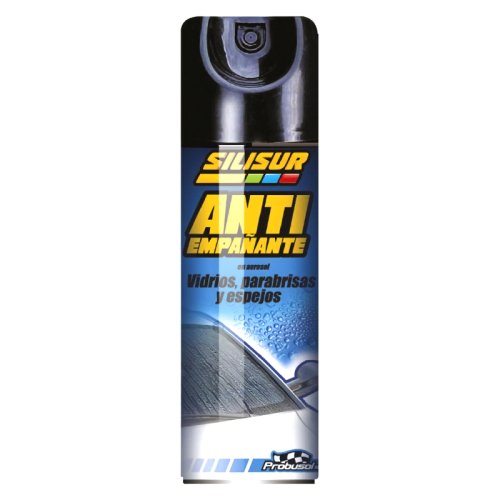 SILISUR
ANTI
EMPAÑANTE
en aerosol
Vidrios, parabrisas
y espejos
Probusol